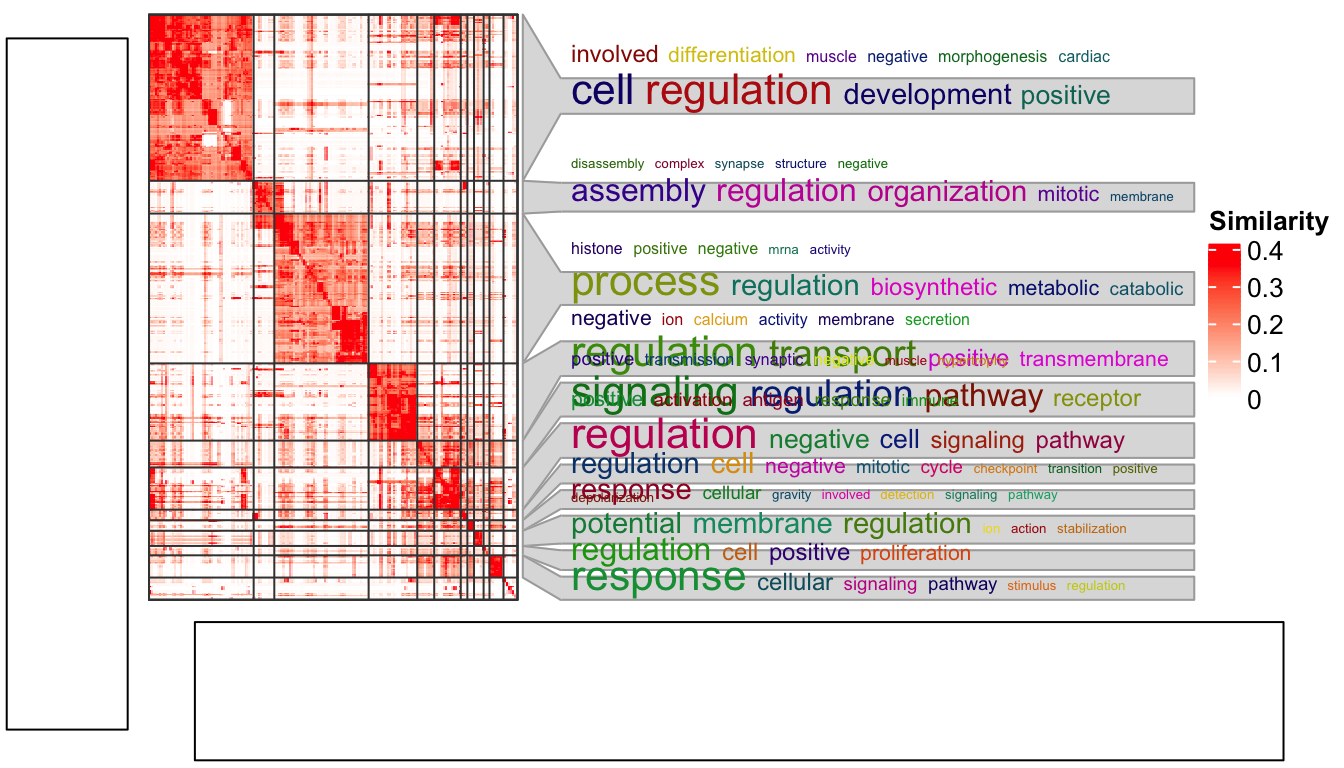 involved differentiation muscle negative morphogenesis cardiac
cell regulation development positive
disassembly complex synapse structure negative
assembly regulation organization mitotic membrane
histone positive negative mrna activity
process regulation biosynthetic metabolic catabolic
negative ion calcium activity membrane secretion
regulation transport positive transmembrane
positive transmission synaptic negative muscle hypertrophy
signaling regulation pathway receptor
positive activation antigen response immune
regulation negative cell signaling pathway
regulation cell negative mitotic cycle checkpoint transition positive
response cellular gravity involved detection signaling pathway
depolarization
potential membrane regulation ion action stabilization
regulation cell positive proliferation
response cellular signaling pathway stimulus regulation
Similarity
0.4
0.3
0.2
0.1
0